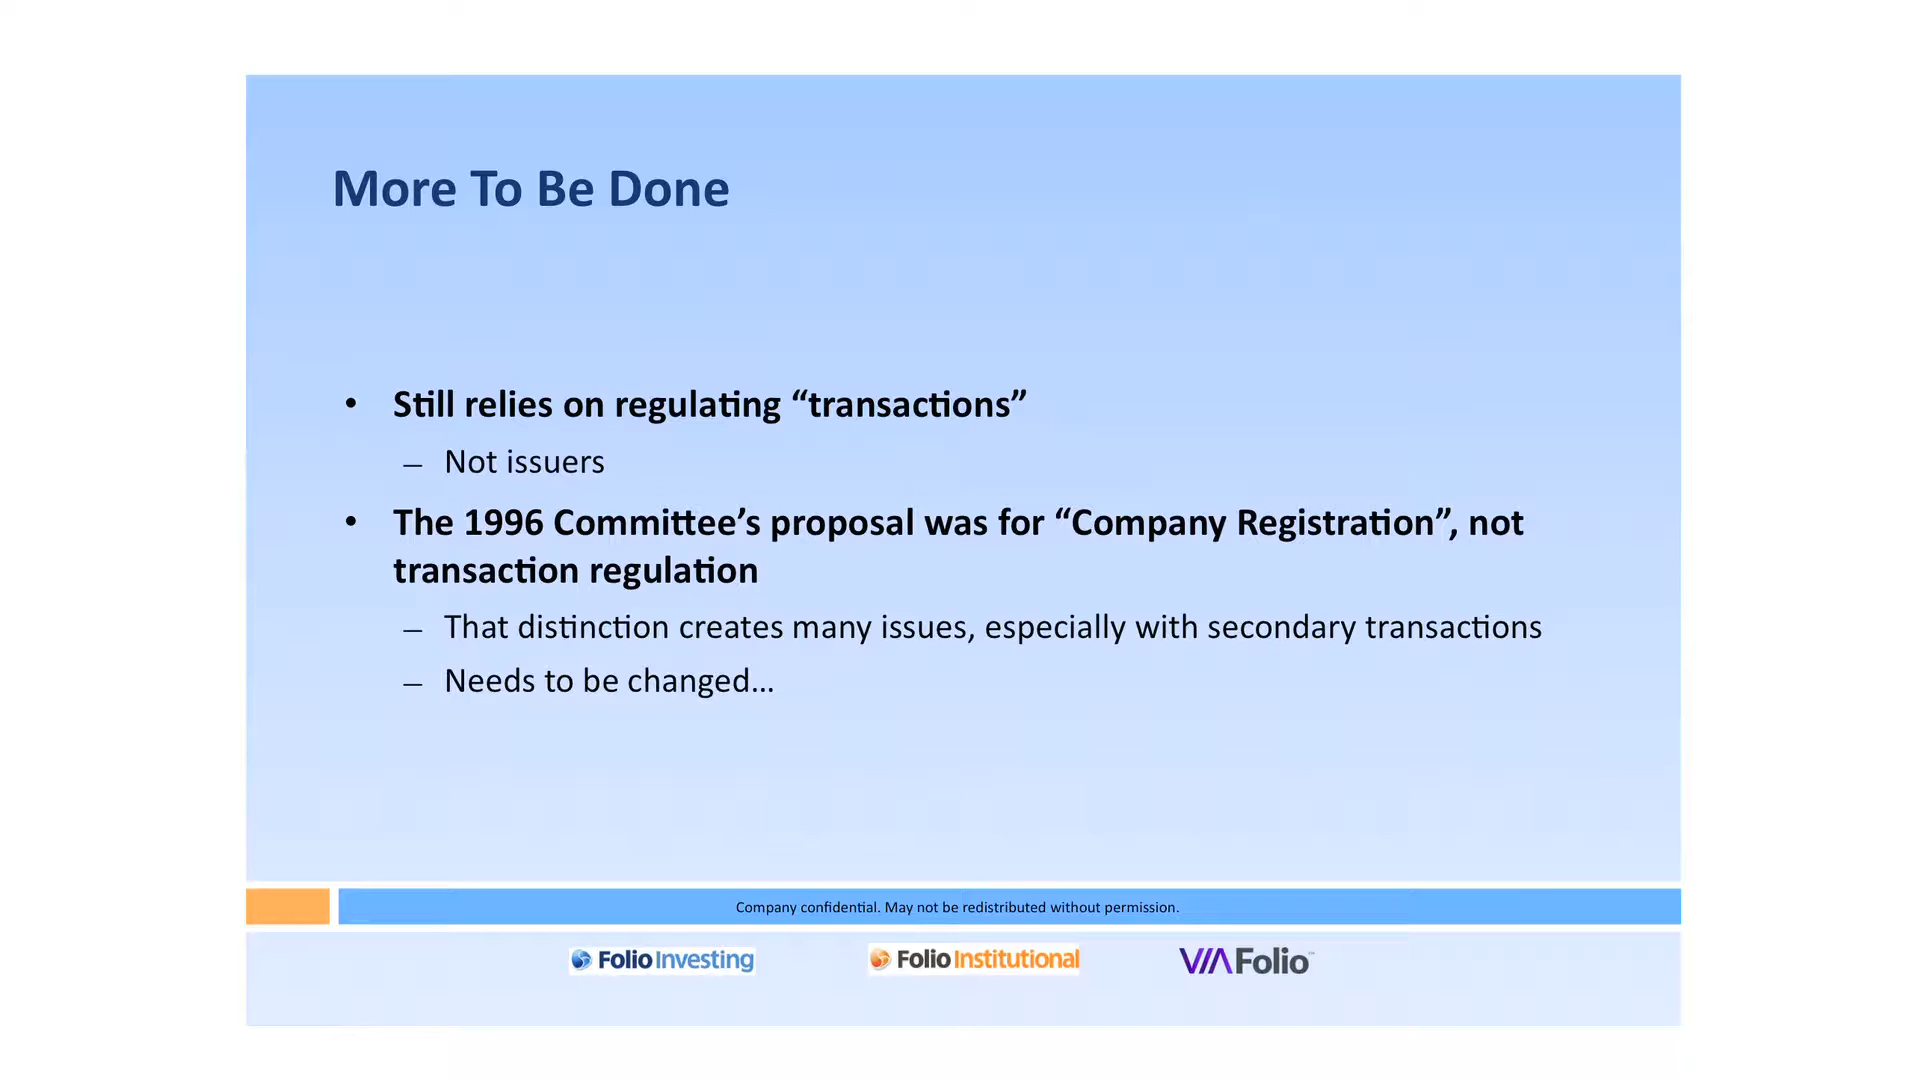 More To Be Done
• Still relies on regulating “transactions”
– Not issuers
• The 1996 Committee’s proposal was for “Company Registration”, not
transaction regulation
– That distinction creates many issues, especially with secondary transactions
– Needs to be changed…
Company confidential. May not be redistributed without permission.
Folio Investing
Folio Institutional
VIA Folio™